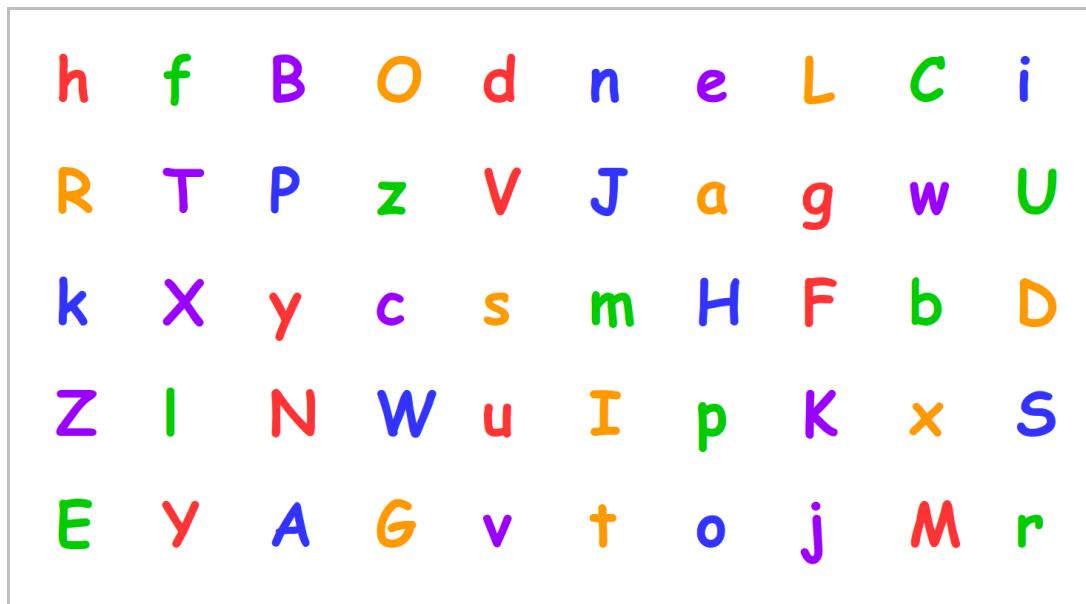 h f B O d n e L C i
R T P z V J a g w U
k X y c s m H F b D
Z l N W u I p K x S
E Y A G v t o j M r